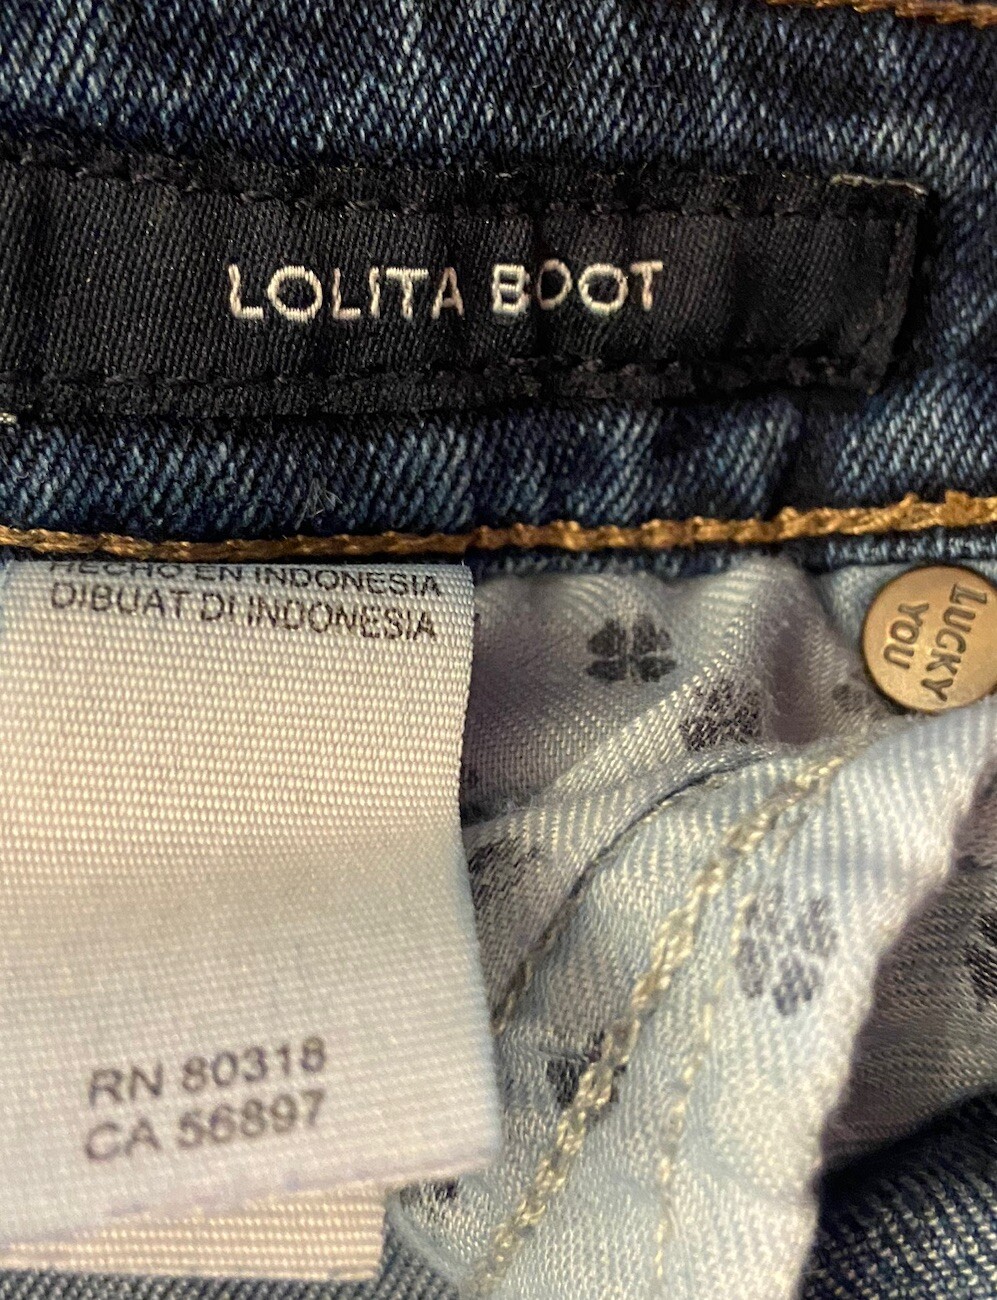 LOLITA BOOT
HECHO EN INDONESIA
DIBUAT DI INDONESIA
LUCKY
YOU
RN 80318
CA 56897